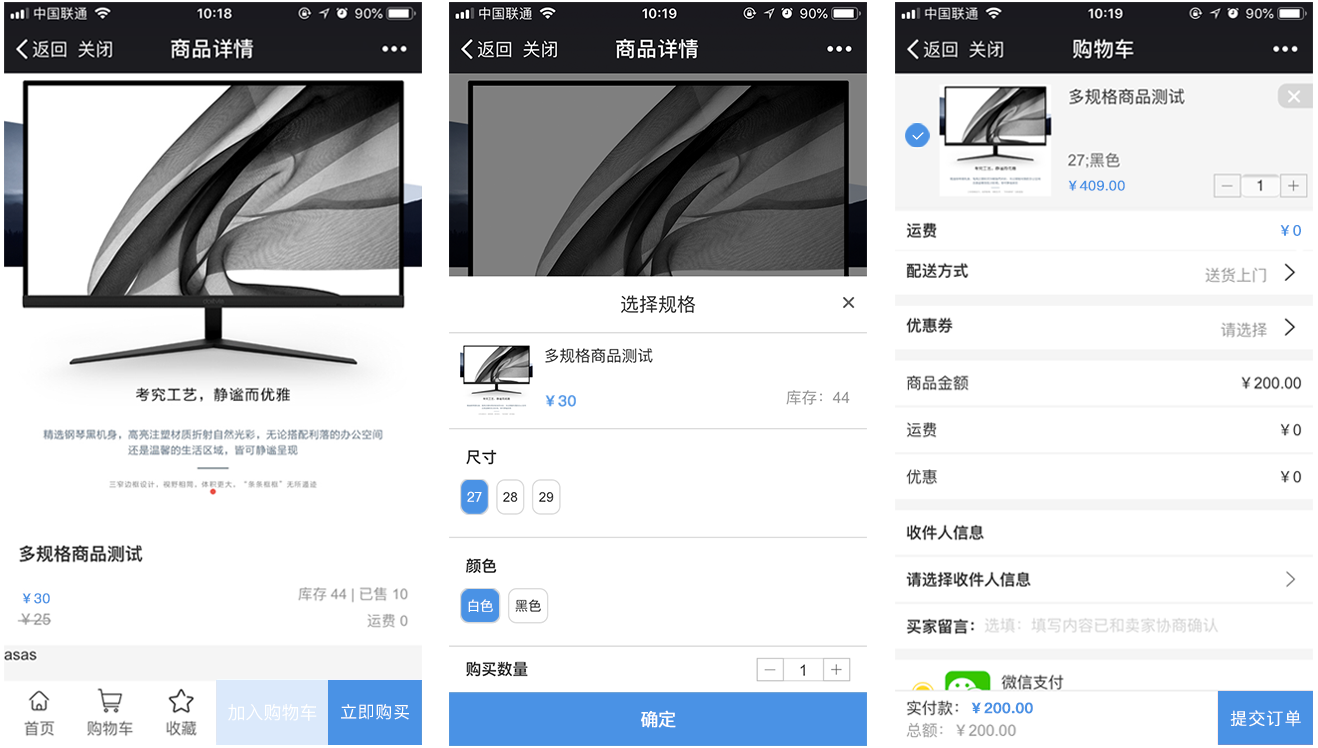 中国联通 10:18 90%
返回 关闭 商品详情
考究工艺，静谧而优雅
精选钢琴黑机身，高亮注塑材质折射自然光彩，无论搭配利落的办公空间
还是温馨的生活区域，皆可静谧呈现
三窄边框设计，视野相同，体积更大，“条条框框”无所遁迹
多规格商品测试
¥30 库存 44 | 已售 10
¥25 运费 0
asas
首页 购物车 收藏 加入购物车 立即购买
中国联通 10:19 90%
返回 关闭 商品详情
选择规格
多规格商品测试
¥30 库存：44
尺寸
27 28 29
颜色
白色 黑色
购买数量 1
确定
中国联通 10:19 90%
返回 关闭 购物车
多规格商品测试
27;黑色
¥409.00 1
运费 ¥0
配送方式 送货上门
优惠券 请选择
商品金额 ¥200.00
运费 ¥0
优惠 ¥0
收件人信息
请选择收件人信息
买家留言： 选填：填写内容已和卖家协商确认
微信支付
实付款： ¥200.00
总额： ¥200.00
提交订单